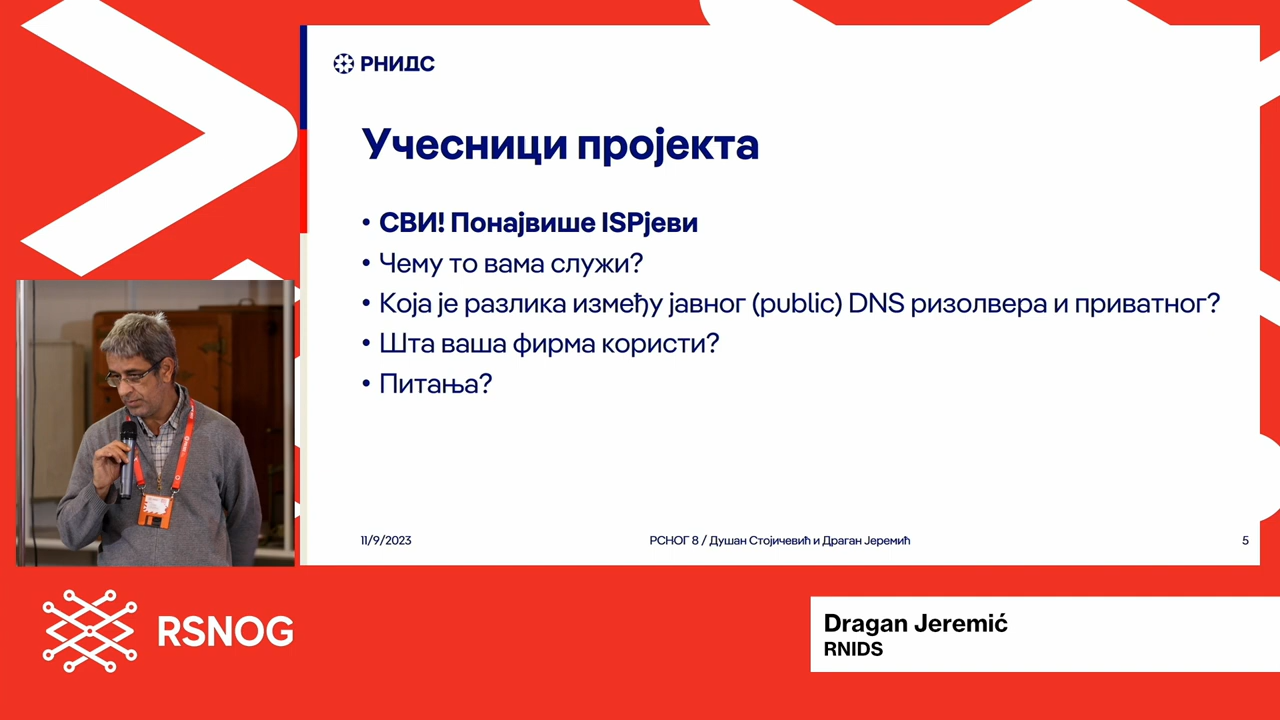 РНИДС
Учесници пројекта
• СВИ! Понајвише ISPјеви
• Чему то вама служи?
• Која је разлика између јавног (public) DNS ризолвера и приватног?
• Шта ваша фирма користи?
• Питања?
11/9/2023
РСНОГ 8 / Душан Стојичевић и Драган Јеремић
5
RSNOG
Dragan Jeremić
RNIDS